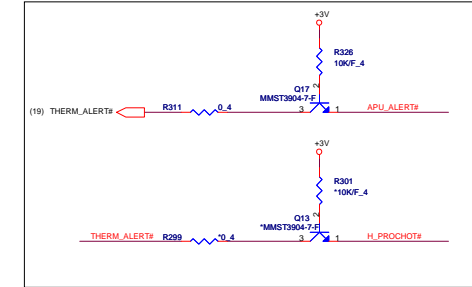 +3V
R326
10K/F_4
Q17
MMST3904-7-F
2
(19) THERM_ALERT# R311 0_4 3 1 APU_ALERT#
+3V
R301
*10K/F_4
Q13
*MMST3904-7-F
2
THERM_ALERT# R299 *0_4 3 1 H_PROCHOT#